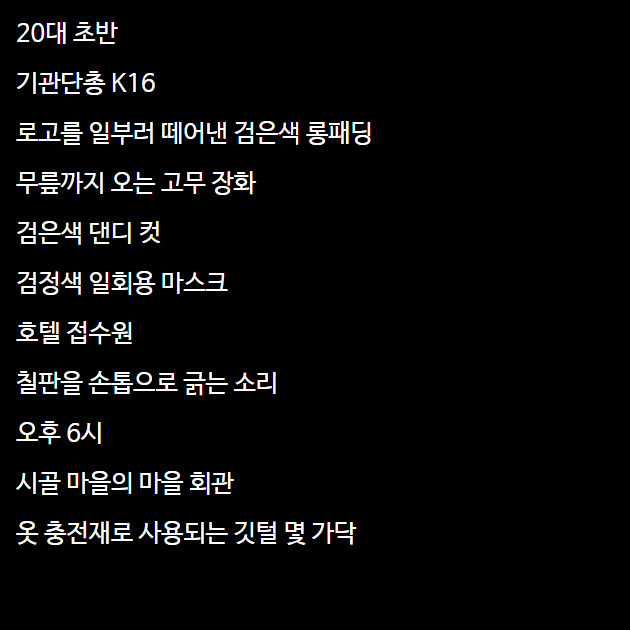 20대 초반
기관단총 K16
로고를 일부러 떼어낸 검은색 롱패딩
무릎까지 오는 고무 장화
검은색 댄디 컷
검정색 일회용 마스크
호텔 접수원
칠판을 손톱으로 긁는 소리
오후 6시
시골 마을의 마을 회관
옷 충전재로 사용되는 깃털 몇 가닥